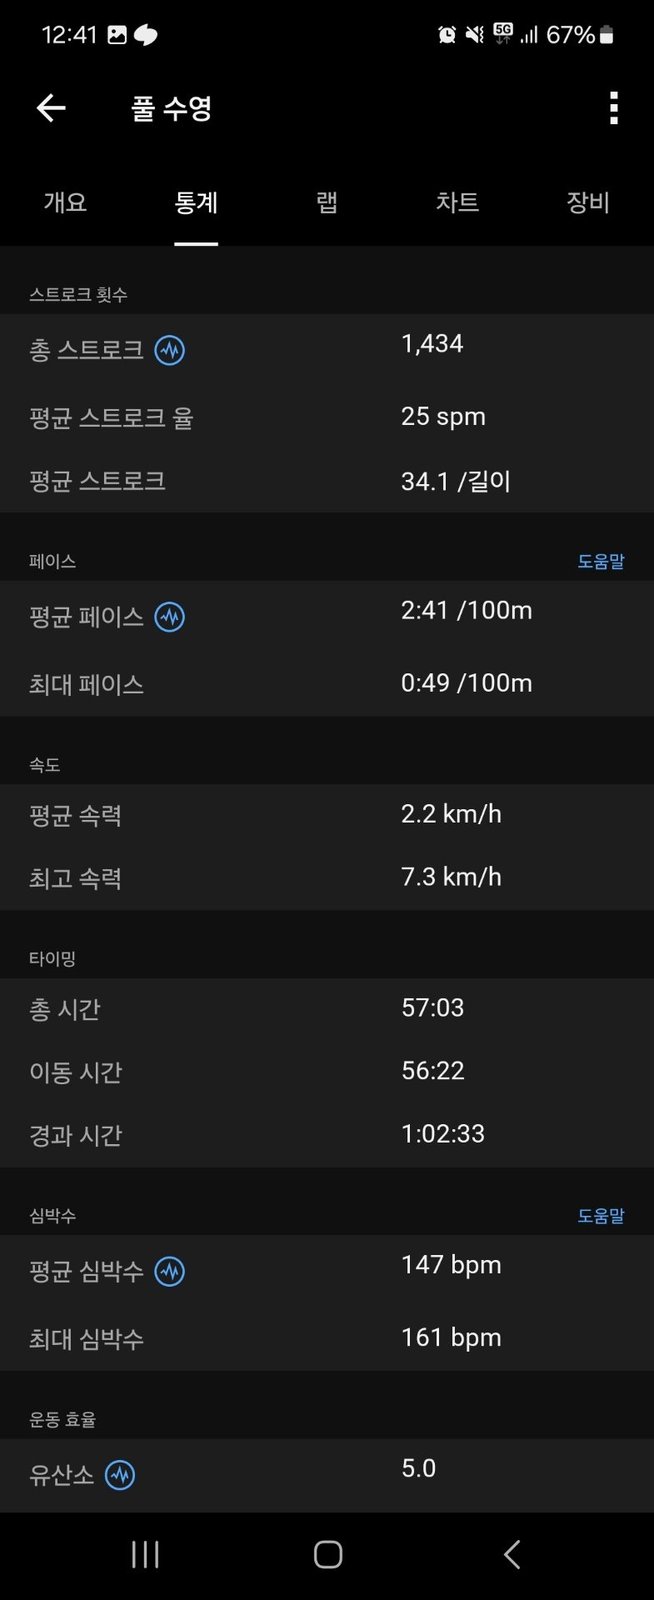 12:41 5G 67%
풀 수영
개요 통계 랩 차트 장비
스트로크 횟수
총 스트로크 1,434
평균 스트로크 율 25 spm
평균 스트로크 34.1 /길이
페이스 도움말
평균 페이스 2:41 /100m
최대 페이스 0:49 /100m
속도
평균 속력 2.2 km/h
최고 속력 7.3 km/h
타이밍
총 시간 57:03
이동 시간 56:22
경과 시간 1:02:33
심박수 도움말
평균 심박수 147 bpm
최대 심박수 161 bpm
운동 효율
유산소 5.0